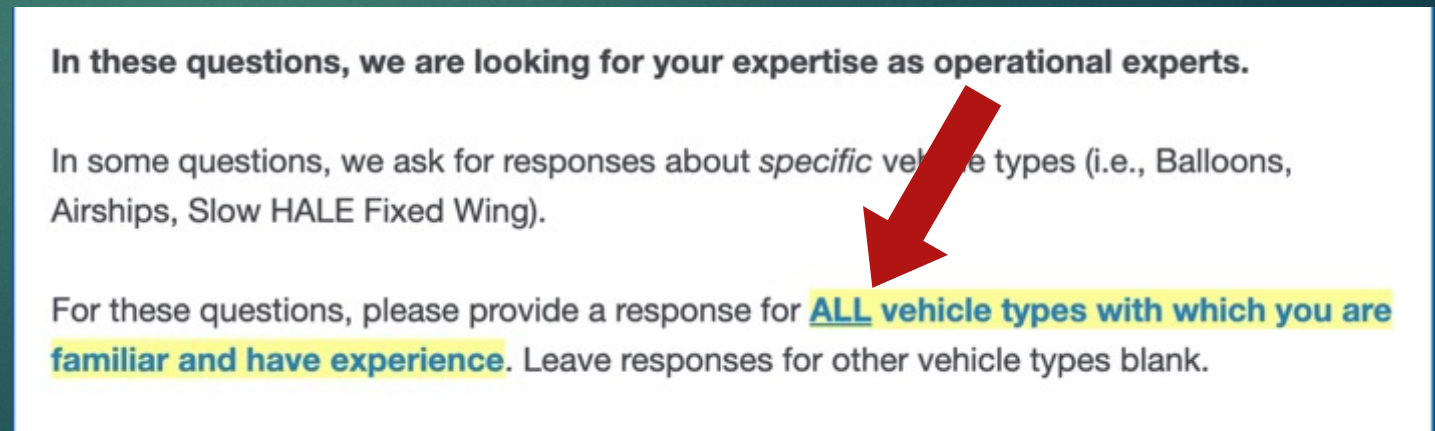 In these questions, we are looking for your expertise as operational experts.
In some questions, we ask for responses about specific types (i.e., Balloons,
Airships, Slow HALE Fixed Wing).
For these questions, please provide a response for ALL vehicle types with which you are
familiar and have experience. Leave responses for other vehicle types blank.